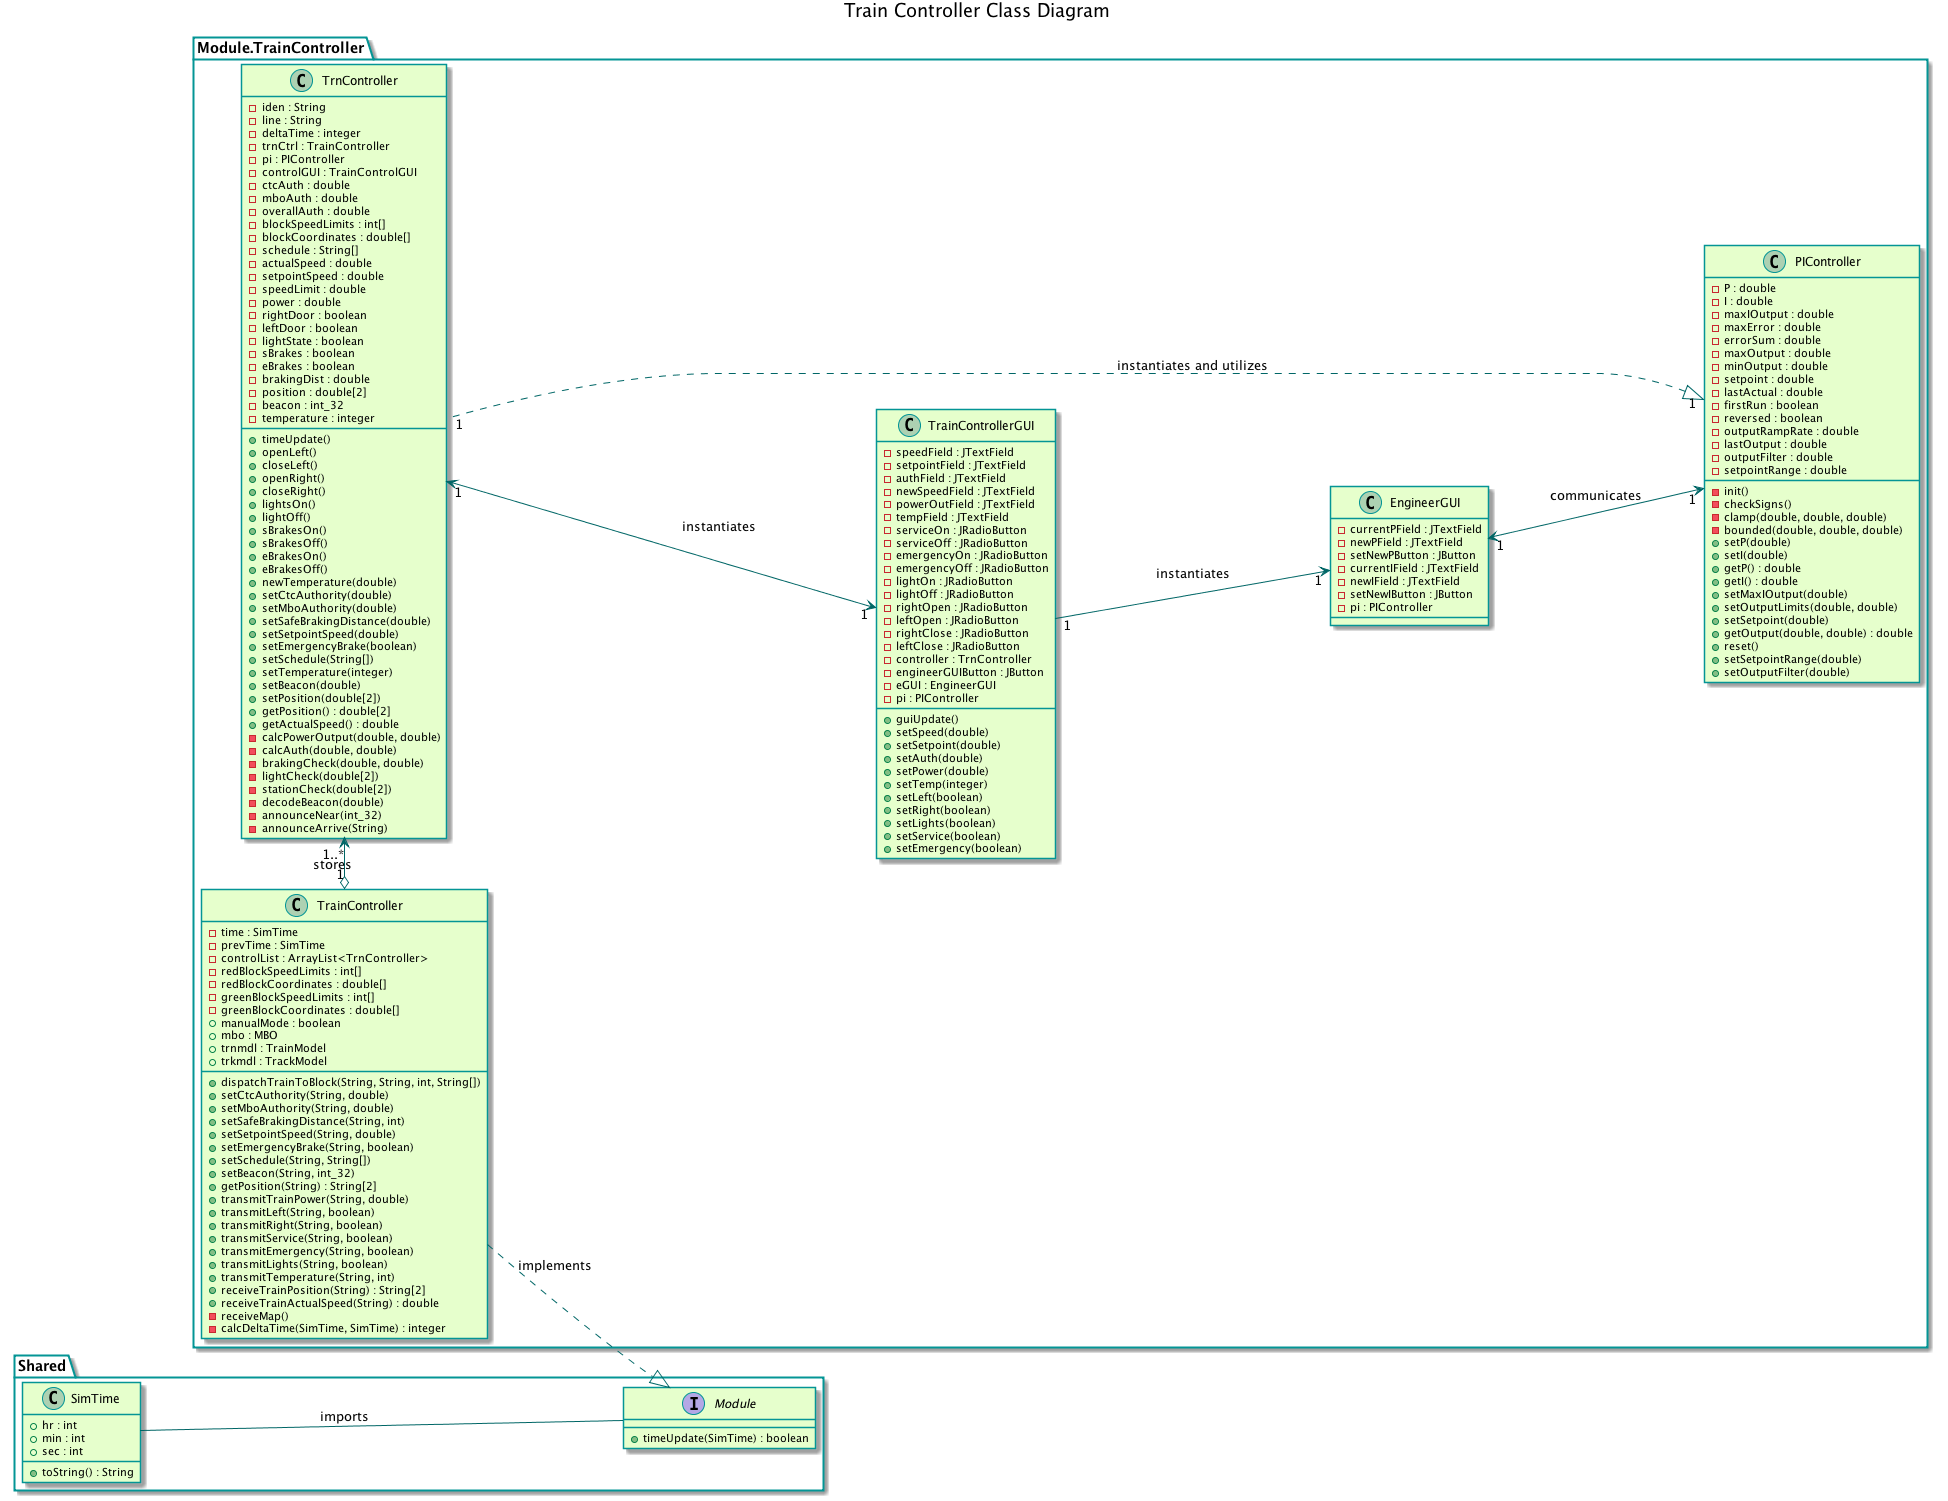 Train Controller Class Diagram
Module.TrainController
C TrnController
iden : String
line : String
deltaTime : integer
trnCtrl : TrainController
pi : PIController
controlGUI : TrainControlGUI
ctcAuth : double
mboAuth : double
overallAuth : double
blockSpeedLimits : int[]
blockCoordinates : double[]
schedule : String[]
actualSpeed : double
setpointSpeed : double
speedLimit : double
power : double
rightDoor : boolean
leftDoor : boolean
lightState : boolean
sBrakes : boolean
eBrakes : boolean
brakingDist : double
position : double[2]
beacon : int_32
temperature : integer
timeUpdate()
openLeft()
closeLeft()
openRight()
closeRight()
lightsOn()
lightOff()
sBrakesOn()
sBrakesOff()
eBrakesOn()
eBrakesOff()
newTemperature(double)
setCtcAuthority(double)
setMboAuthority(double)
setSafeBrakingDistance(double)
setSetpointSpeed(double)
setEmergencyBrake(boolean)
setSchedule(String[])
setTemperature(integer)
setBeacon(double)
setPosition(double[2])
getPosition() : double[2]
getActualSpeed() : double
calcPowerOutput(double, double)
calcAuth(double, double)
brakingCheck(double, double)
lightCheck(double[2])
stationCheck(double[2])
decodeBeacon(double)
announceNear(int_32)
announceArrive(String)
instantiates and utilizes
1
1
instantiates
1
1
C TrainControllerGUI
speedField : JTextField
setpointField : JTextField
authField : JTextField
newSpeedField : JTextField
powerOutField : JTextField
tempField : JTextField
serviceOn : JRadioButton
serviceOff : JRadioButton
emergencyOn : JRadioButton
emergencyOff : JRadioButton
lightOn : JRadioButton
lightOff : JRadioButton
rightOpen : JRadioButton
leftOpen : JRadioButton
rightClose : JRadioButton
leftClose : JRadioButton
controller : TrnController
engineerGUIButton : JButton
eGUI : EngineerGUI
pi : PIController
guiUpdate()
setSpeed(double)
setSetpoint(double)
setAuth(double)
setPower(double)
setTemp(integer)
setLeft(boolean)
setRight(boolean)
setLights(boolean)
setService(boolean)
setEmergency(boolean)
instantiates
1
1
C EngineerGUI
currentPField : JTextField
newPField : JTextField
setNewPButton : JButton
currentIField : JTextField
newIField : JTextField
setNewIButton : JButton
pi : PIController
communicates
1
1
C PIController
P : double
I : double
maxIOutput : double
maxError : double
errorSum : double
maxOutput : double
minOutput : double
setpoint : double
lastActual : double
firstRun : boolean
reversed : boolean
outputRampRate : double
lastOutput : double
outputFilter : double
setpointRange : double
init()
checkSigns()
clamp(double, double, double)
bounded(double, double, double)
setP(double)
setI(double)
getP() : double
getI() : double
setMaxIOutput(double)
setOutputLimits(double, double)
setSetpoint(double)
getOutput(double, double) : double
reset()
setSetpointRange(double)
setOutputFilter(double)
1..*
stores
1
C TrainController
time : SimTime
prevTime : SimTime
controlList : ArrayList<TrnController>
redBlockSpeedLimits : int[]
redBlockCoordinates : double[]
greenBlockSpeedLimits : int[]
greenBlockCoordinates : double[]
manualMode : boolean
mbo : MBO
trnmdl : TrainModel
trkmdl : TrackModel
dispatchTrainToBlock(String, String, int, String[])
setCtcAuthority(String, double)
setMboAuthority(String, double)
setSafeBrakingDistance(String, int)
setSetpointSpeed(String, double)
setEmergencyBrake(String, boolean)
setSchedule(String, String[])
setBeacon(String, int_32)
getPosition(String) : String[2]
transmitTrainPower(String, double)
transmitLeft(String, boolean)
transmitRight(String, boolean)
transmitService(String, boolean)
transmitEmergency(String, boolean)
transmitLights(String, boolean)
transmitTemperature(String, int)
receiveTrainPosition(String) : String[2]
receiveTrainActualSpeed(String) : double
receiveMap()
calcDeltaTime(SimTime, SimTime) : integer
implements
Shared
C SimTime
hr : int
min : int
sec : int
toString() : String
imports
I Module
timeUpdate(SimTime) : boolean